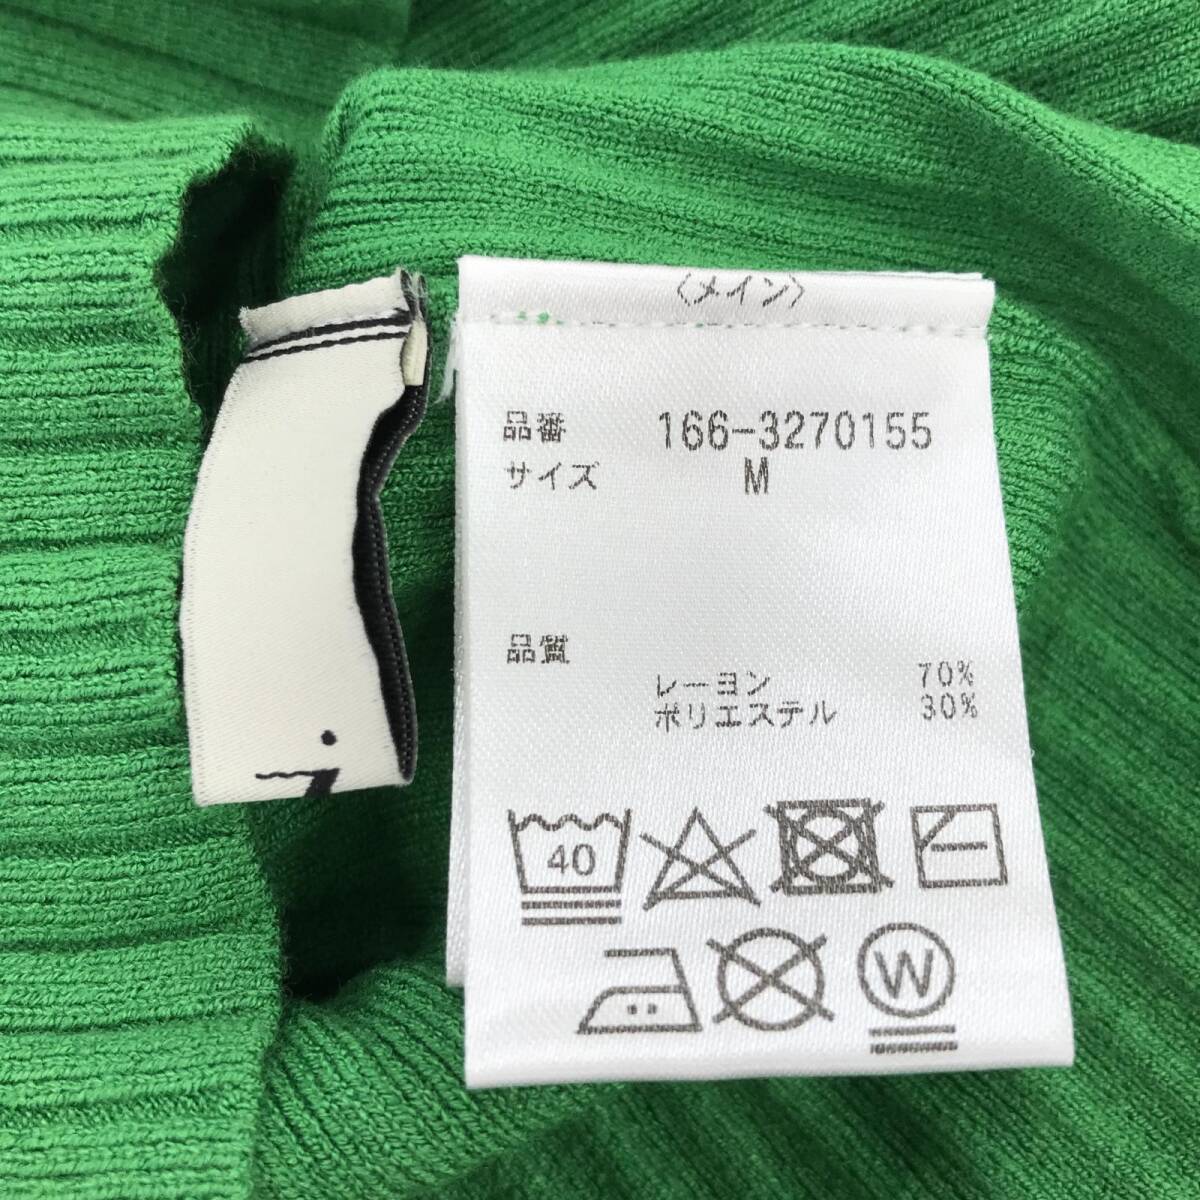 〈メイン〉
品番 166-3270155
サイズ M
品質
レーヨン 70%
ポリエステル 30%
40
W